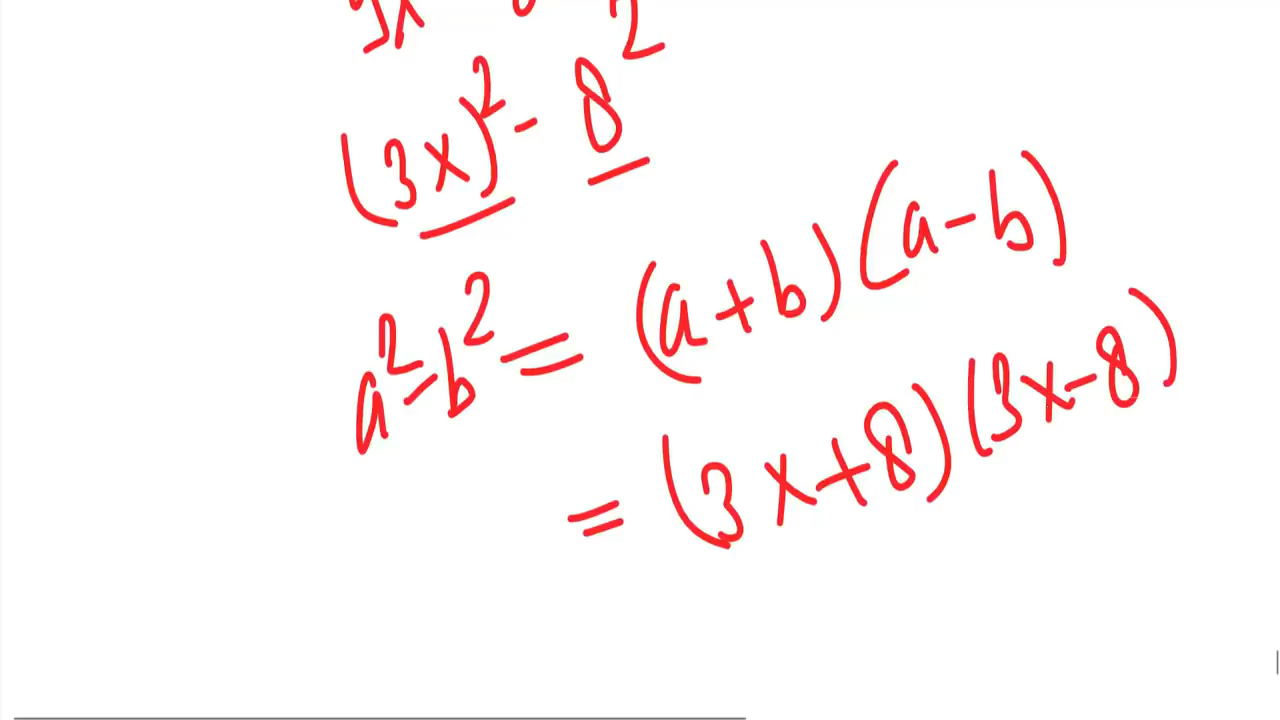 (3x)² - 8²
a² - b² = (a+b)(a-b)
= (3x+8)(3x-8)